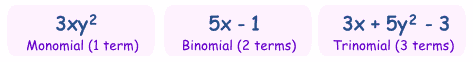 3xy²
Monomial (1 term)
5x - 1
Binomial (2 terms)
3x + 5y² - 3
Trinomial (3 terms)